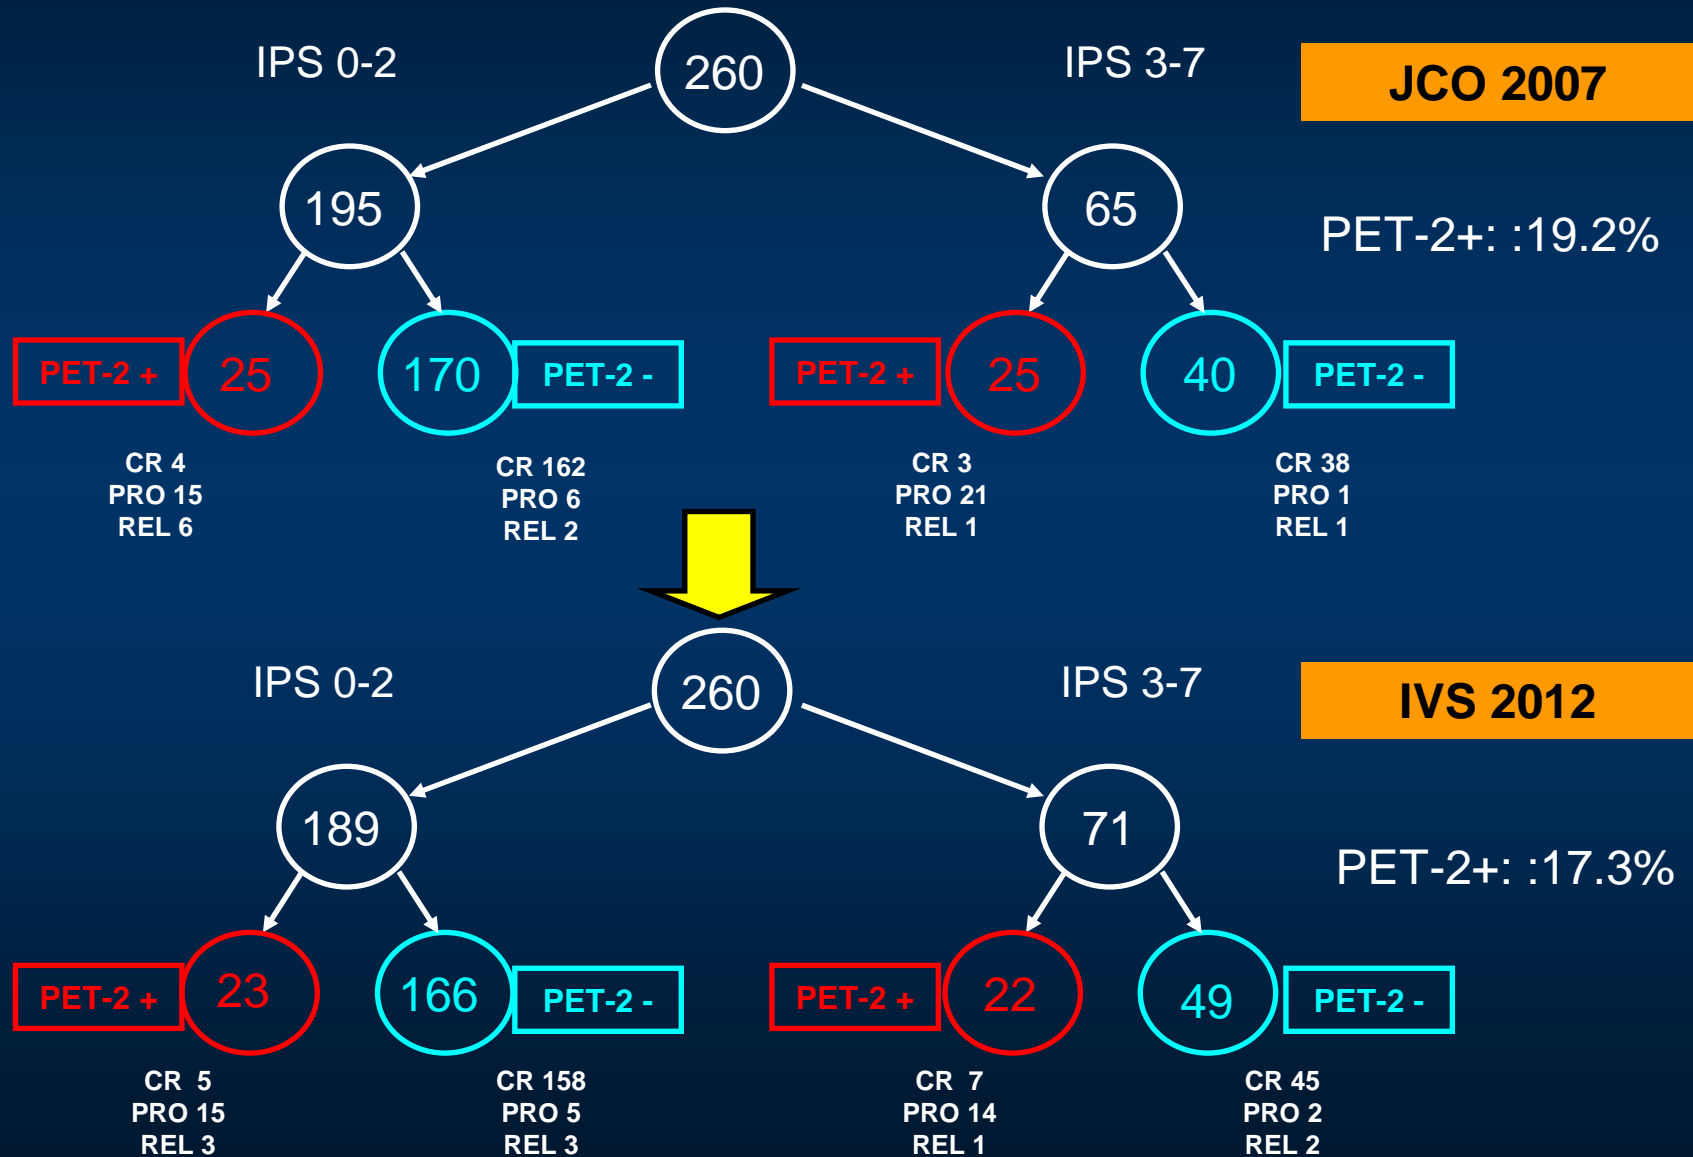 IPS 0-2
260
IPS 3-7
JCO 2007
195
65
PET-2+: :19.2%
PET-2 +
25
170
PET-2 -
PET-2 +
25
40
PET-2 -
CR 4
PRO 15
REL 6
CR 162
PRO 6
REL 2
CR 3
PRO 21
REL 1
CR 38
PRO 1
REL 1
IPS 0-2
260
IPS 3-7
IVS 2012
189
71
PET-2+: :17.3%
PET-2 +
23
166
PET-2 -
PET-2 +
22
49
PET-2 -
CR 5
PRO 15
REL 3
CR 158
PRO 5
REL 3
CR 7
PRO 14
REL 1
CR 45
PRO 2
REL 2